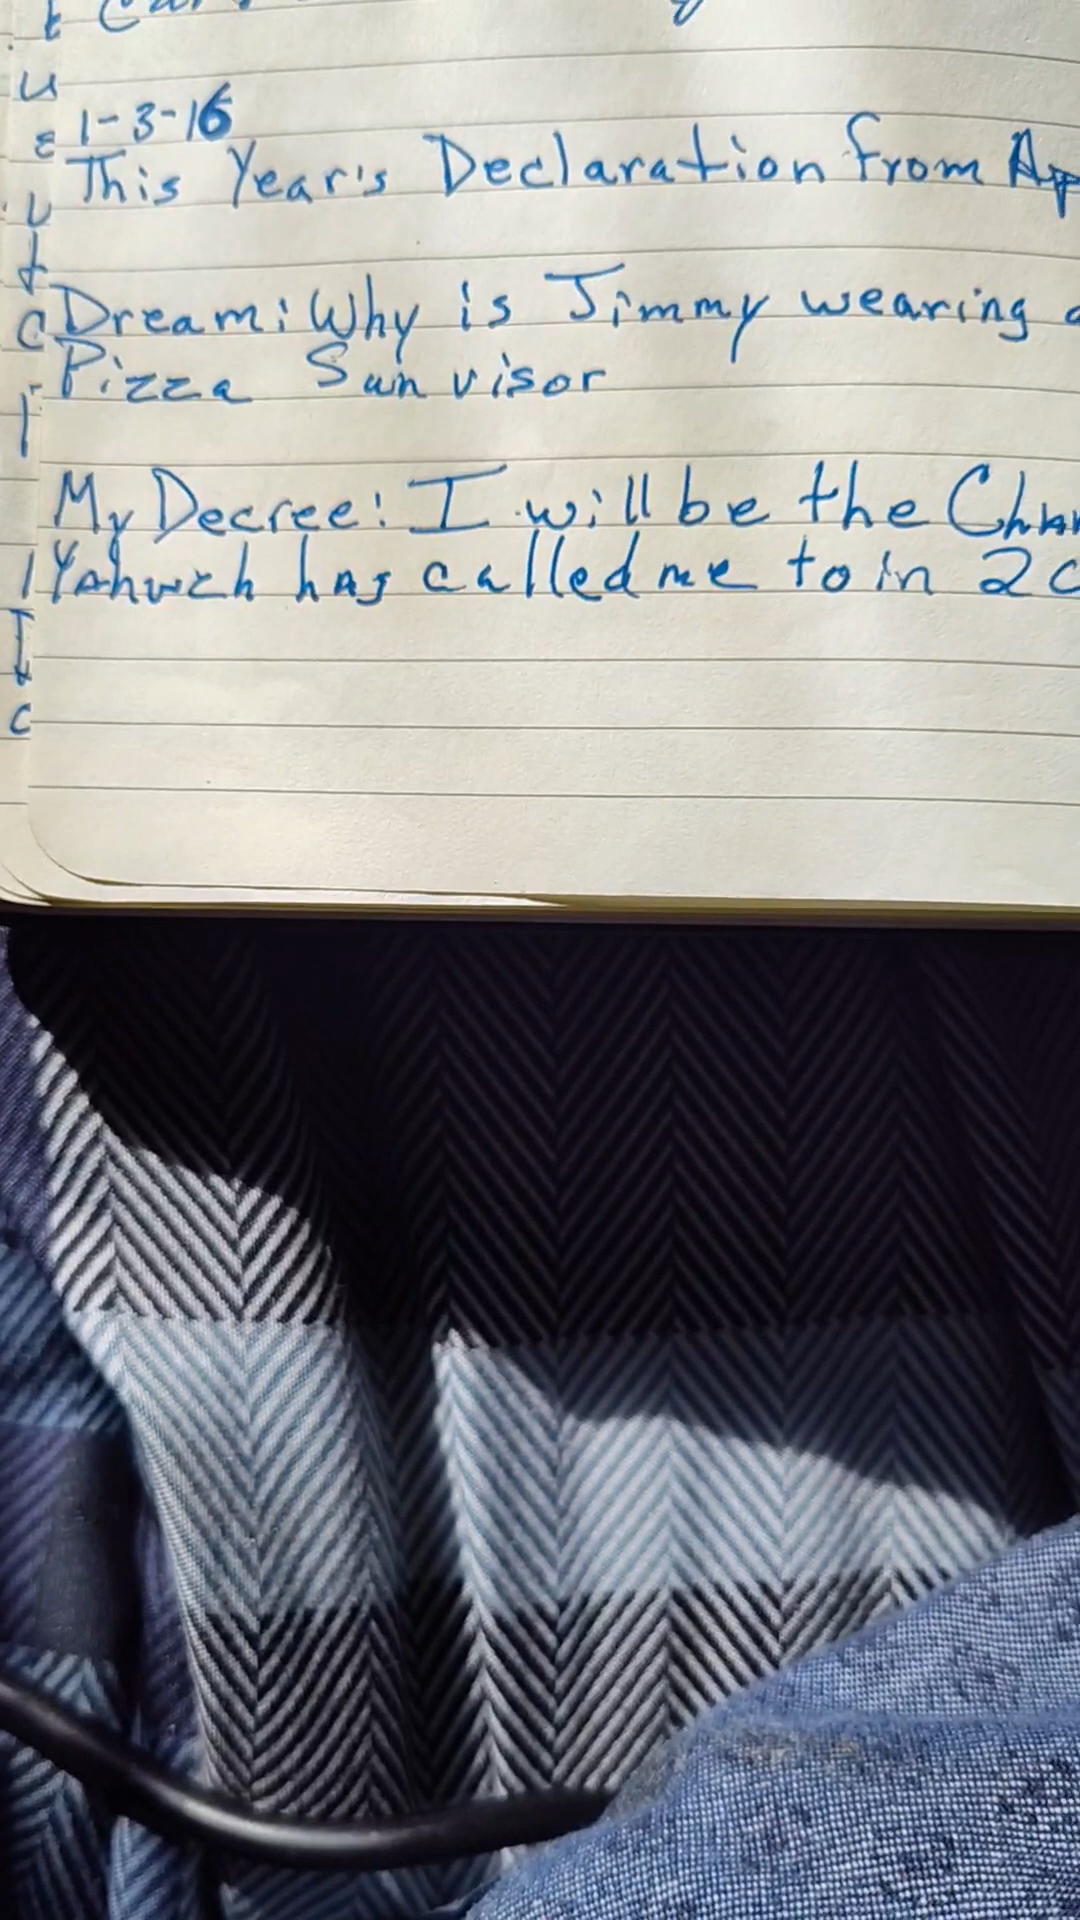 1-3-16
This Year's Declaration from
Dream: Why is Jimmy wearing
Pizza Sun visor
My Decree: I will be the
Yahweh has called me to in